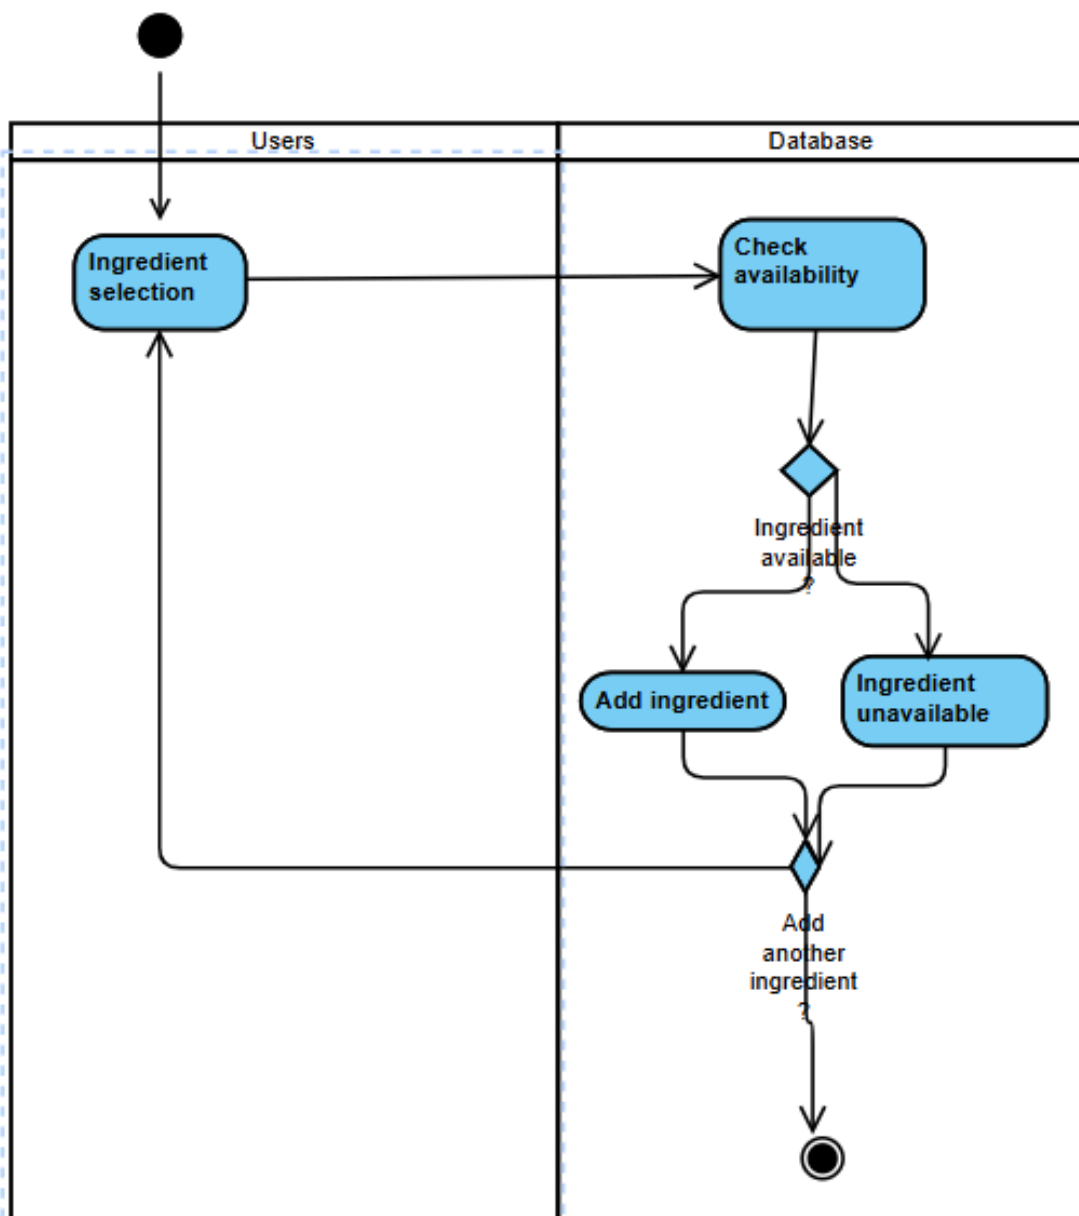 Users
Database
Ingredient
selection
Check
availability
Ingredient
available
?
Add ingredient
Ingredient
unavailable
Add
another
ingredient
?